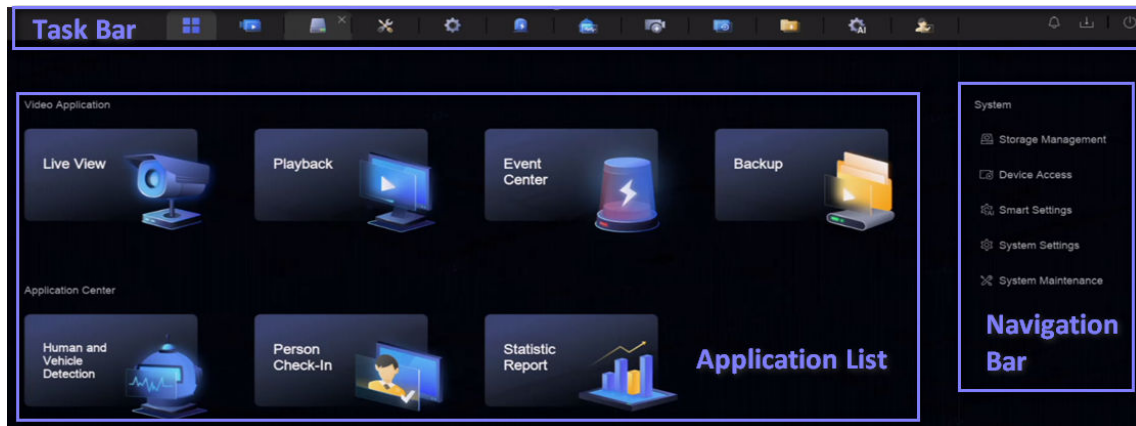 Task Bar
AI
Video Application
Live View
Playback
Event
Center
Backup
Application Center
Human and
Vehicle
Detection
Person
Check-In
Statistic
Report
Application List
System
Storage Management
Device Access
Smart Settings
System Settings
System Maintenance
Navigation
Bar